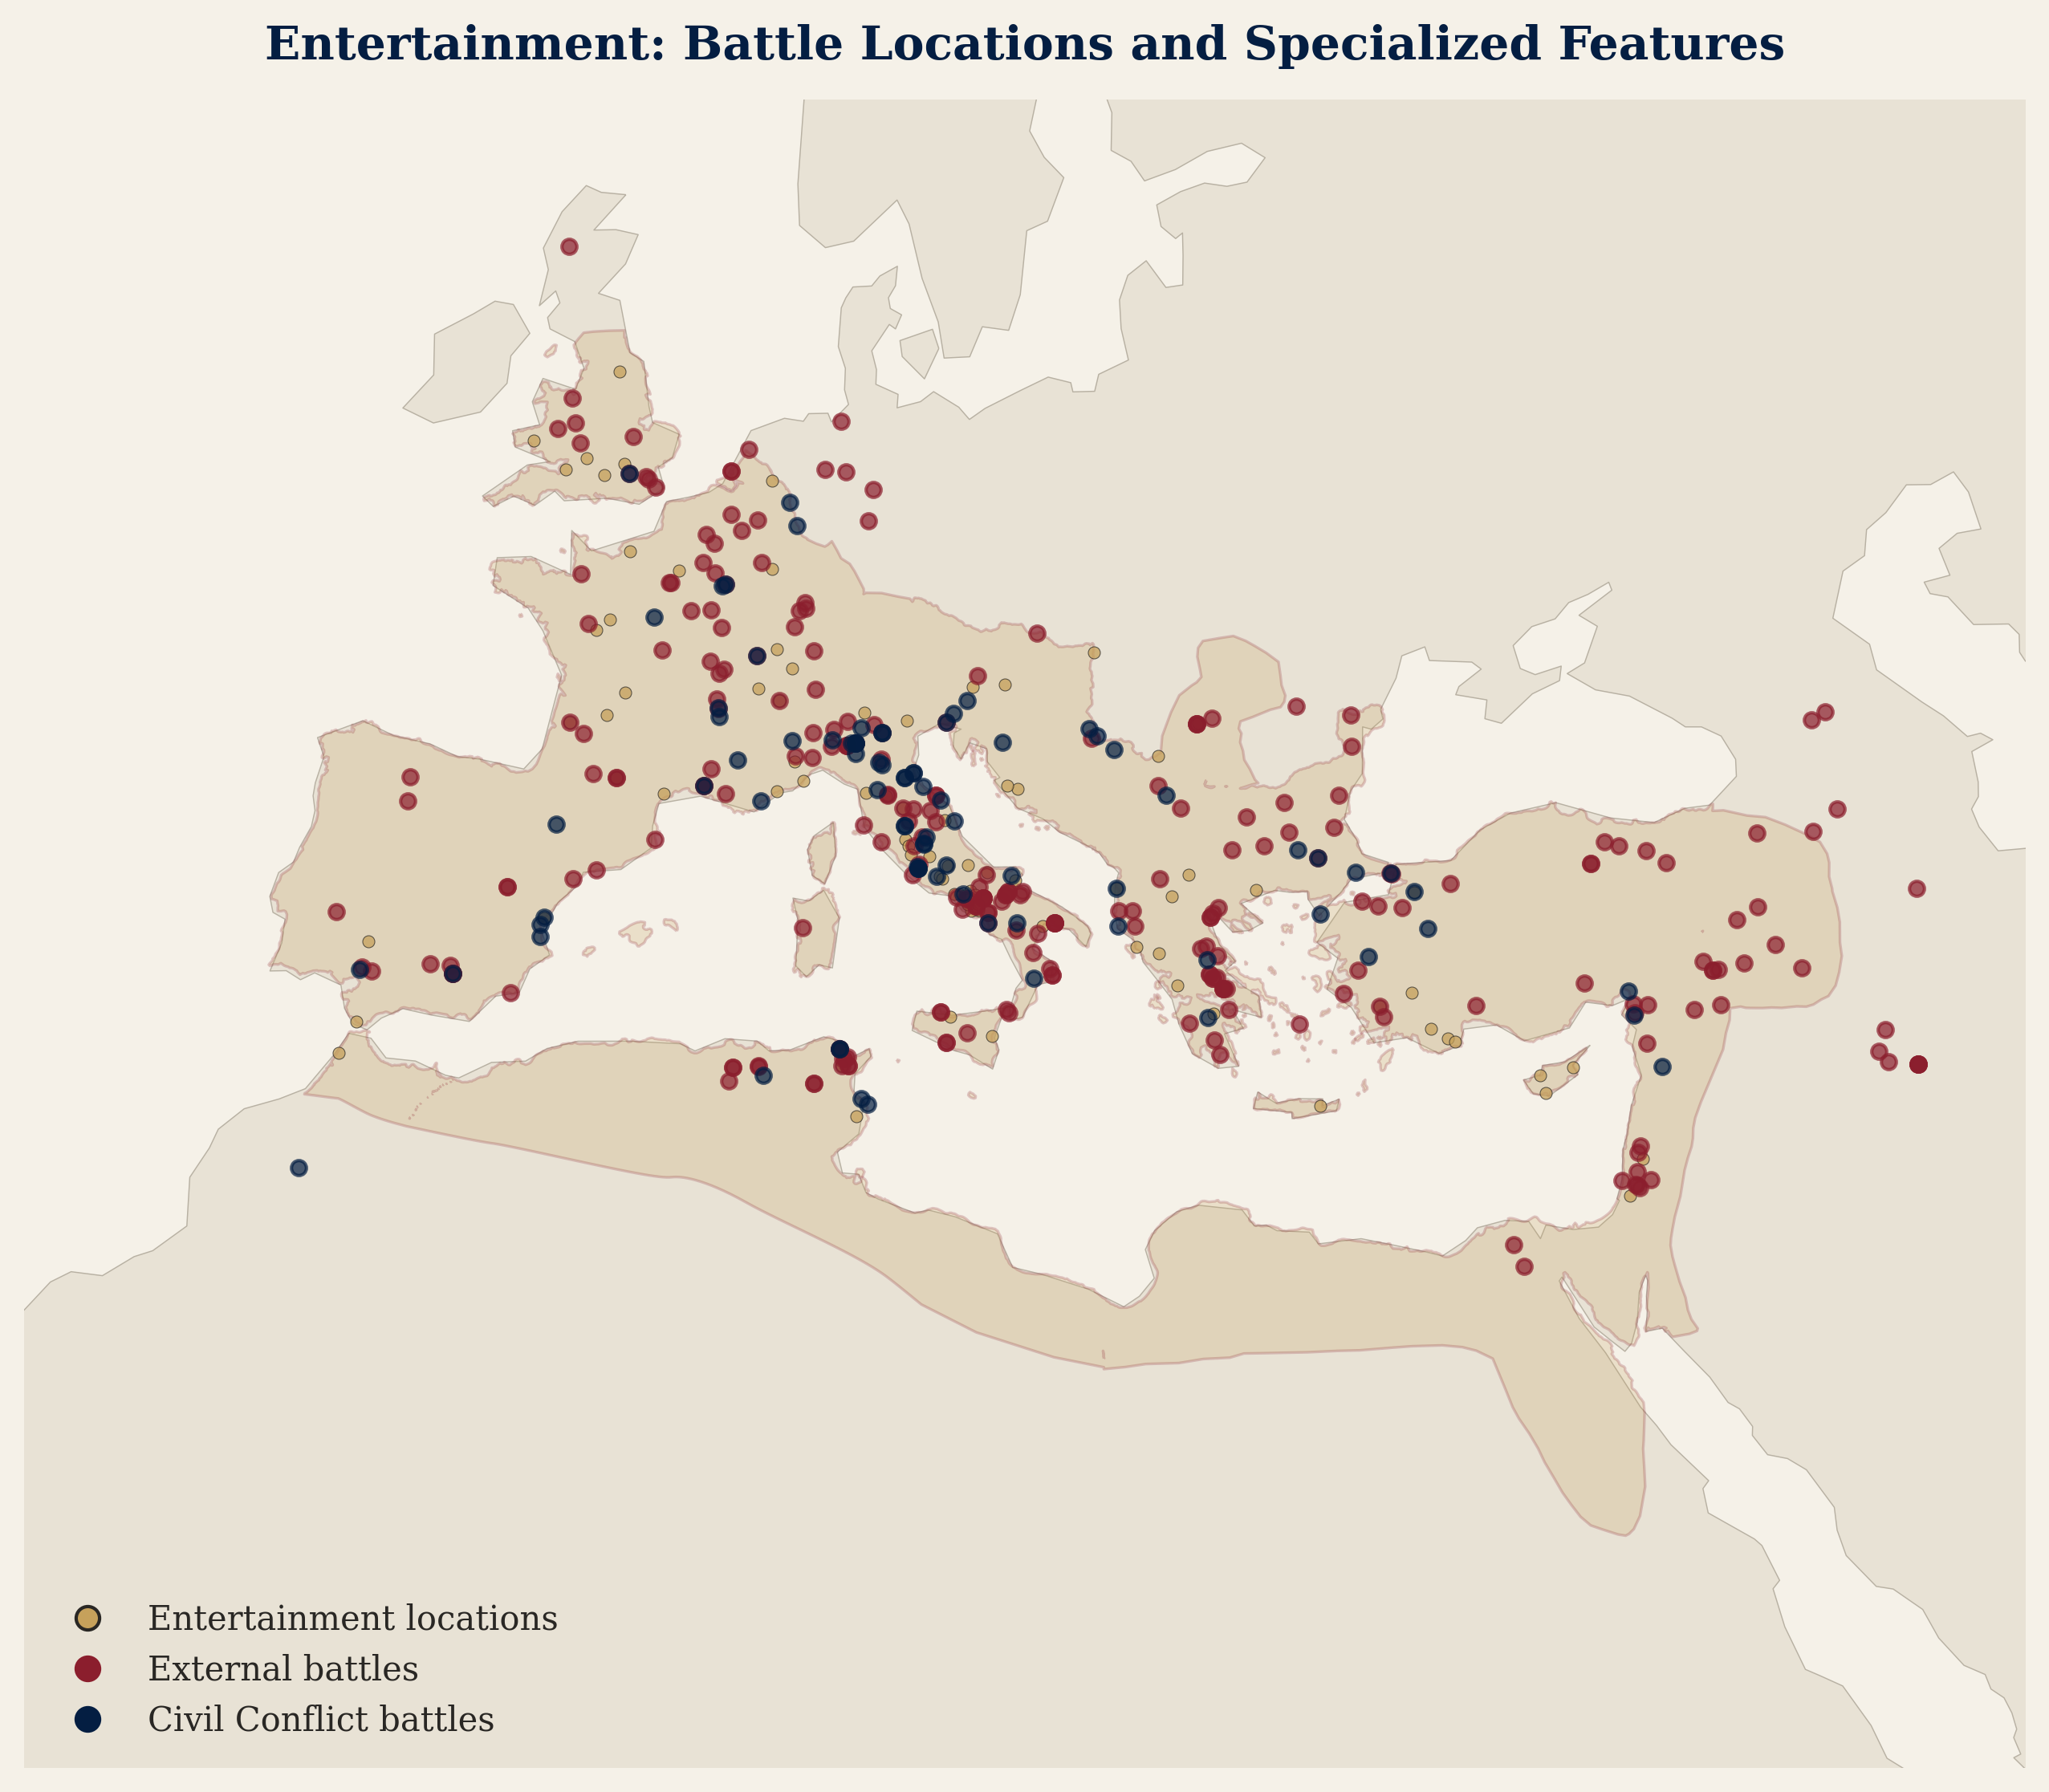 Entertainment: Battle Locations and Specialized Features
Entertainment locations
External battles
Civil Conflict battles